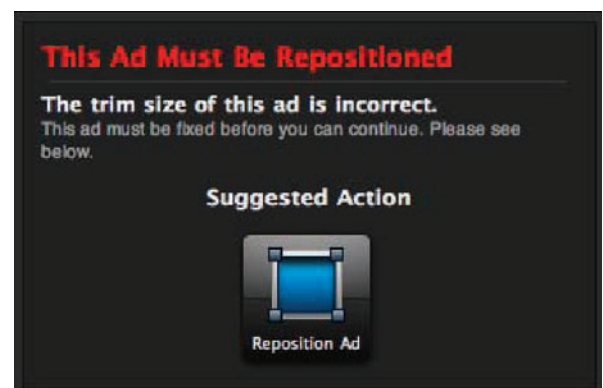 This Ad Must Be Repositioned
The trim size of this ad is incorrect.
This ad must be fixed before you can continue. Please see
below.
Suggested Action
Reposition Ad